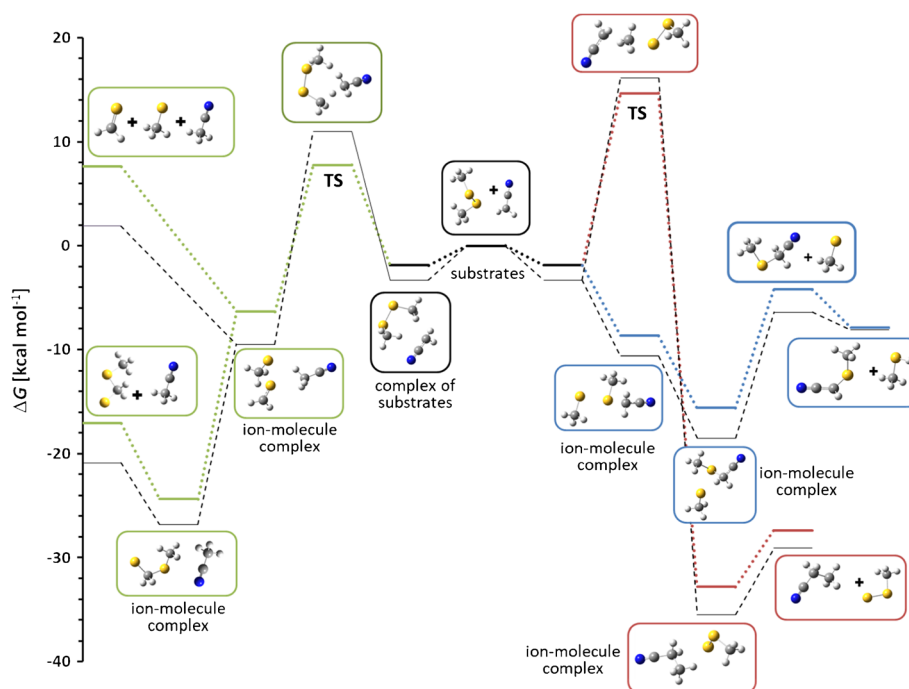 20
10
0
-10
-20
-30
-40
ΔG [kcal mol⁻¹]
+
+
TS
+
substrates
TS
+
complex of
substrates
+
ion-molecule
complex
ion-molecule
complex
+
ion-molecule
complex
ion-molecule
complex
+
ion-molecule
complex
+